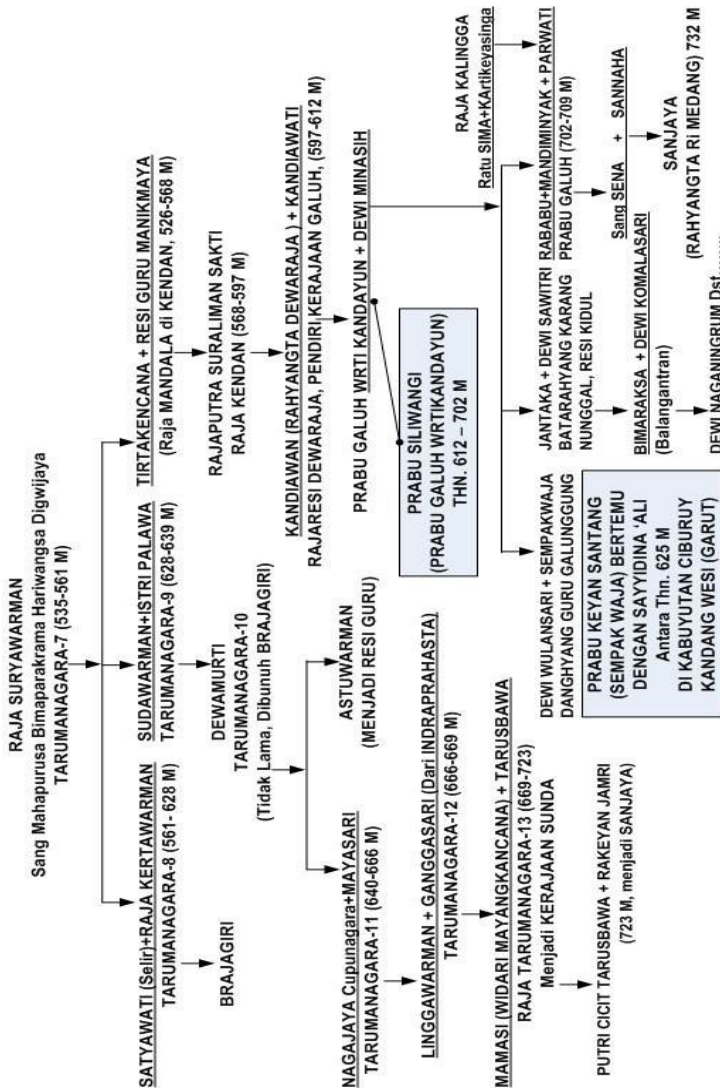 RAJA SURYAWARMAN
Sang Mahapurusa Bimaparakrama Hariwangsa Digwijaya
TARUMANAGARA-7 (535-561 M)
SATYAWATI (Selir)+RAJA KERTAWARMAN
TARUMANAGARA-8 (561- 628 M)
BRAJAGIRI
SUDAWARMAN+ISTRI PALAWA
TARUMANAGARA-9 (628-639 M)
DEWAMURTI
TARUMANAGARA-10
(Tidak Lama, Dibunuh BRAJAGIRI)
TIRTAKENCANA + RESI GURU MANIKMAYA
(Raja MANDALA di KENDAN, 526-568 M)
RAJAPUTRA SURALIMAN SAKTI
RAJA KENDAN (568-597 M)
KANDIAWAN (RAHYANGTA DEWARAJA ) + KANDIAWATI
RAJARESI DEWARAJA, PENDIRI KERAJAAN GALUH, (597-612 M)
PRABU GALUH WRTI KANDAYUN + DEWI MINASIH
NAGAJAYA Cupunagara+MAYASARI
TARUMANAGARA-11 (640-666 M)
ASTUWARMAN
(MENJADI RESI GURU)
LINGGAWARMAN + GANGGASARI (Dari INDRAPRAHASTA)
TARUMANAGARA-12 (666-669 M)
MAMASI (WIDARI MAYANGKANCANA) + TARUSBAWA
RAJA TARUMANAGARA-13 (669-723)
Menjadi KERAJAAN SUNDA
PUTRI CICIT TARUSBAWA + RAKEYAN JAMRI
(723 M, menjadi SANJAYA)
PRABU SILIWANGI
(PRABU GALUH WRTIKANDAYUN)
THN. 612 – 702 M
RAJA KALINGGA
Ratu SIMA+KArtikeyasinga
DEWI WULANSARI + SEMPAKWAJA
DANGHYANG GURU GALUNGGUNG
PRABU KEYAN SANTANG
(SEMPAK WAJA) BERTEMU
DENGAN SAYYIDINA ‘ALI
Antara Thn. 625 M
DI KABUYUTAN CIBURUY
KANDANG WESI (GARUT)
JANTAKA + DEWI SAWITRI
BATARAHYANG KARANG
NUNGGAL, RESI KIDUL
BIMARAKSA + DEWI KOMALASARI
(Balangantran)
DEWI NAGANINGRUM Dst.......
RABABU+MANDIMINYAK + PARWATI
PRABU GALUH (702-709 M)
Sang SENA + SANNAHA
SANJAYA
(RAHYANGTA Ri MEDANG) 732 M